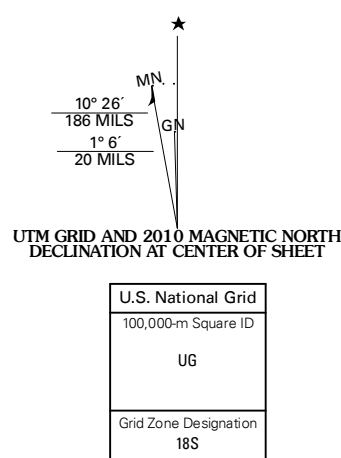 MN
10° 26´
186 MILS
GN
1° 6´
20 MILS
UTM GRID AND 2010 MAGNETIC NORTH
DECLINATION AT CENTER OF SHEET
U.S. National Grid
100,000-m Square ID
UG
Grid Zone Designation
18S